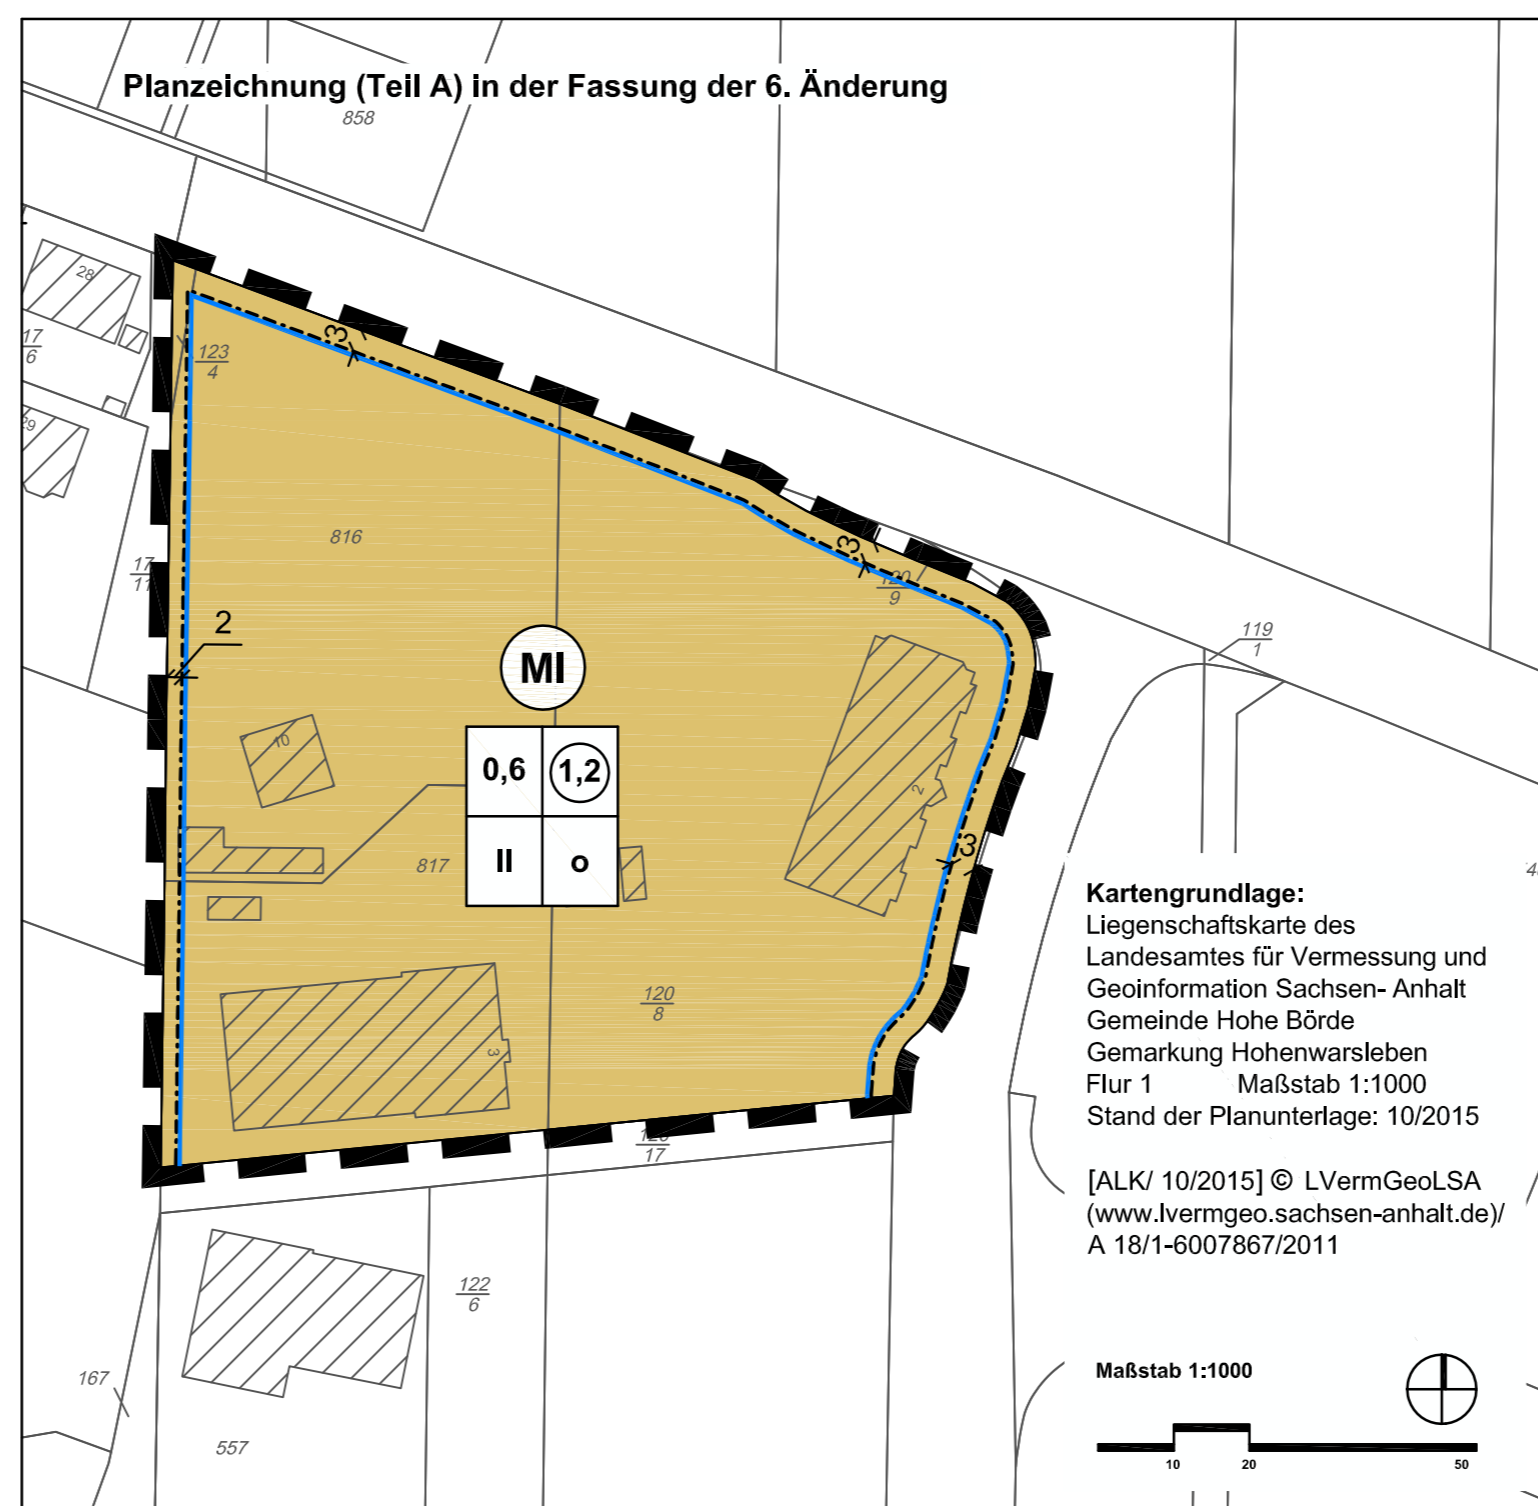 Planzeichnung (Teil A) in der Fassung der 6. Änderung
858
28
17
6
123
4
3
29
816
3
17
11
120
9
2
119
1
MI
10
0,6
1,2
2
817
II
o
3
Kartengrundlage:
Liegenschaftskarte des
Landesamtes für Vermessung und
Geoinformation Sachsen- Anhalt
Gemeinde Hohe Börde
Gemarkung Hohenwarsleben
Flur 1 Maßstab 1:1000
Stand der Planunterlage: 10/2015
120
8
3
17
[ALK/ 10/2015] © LVermGeoLSA
(www.lvermgeo.sachsen-anhalt.de)/
A 18/1-6007867/2011
122
6
167
557
Maßstab 1:1000
10
20
50